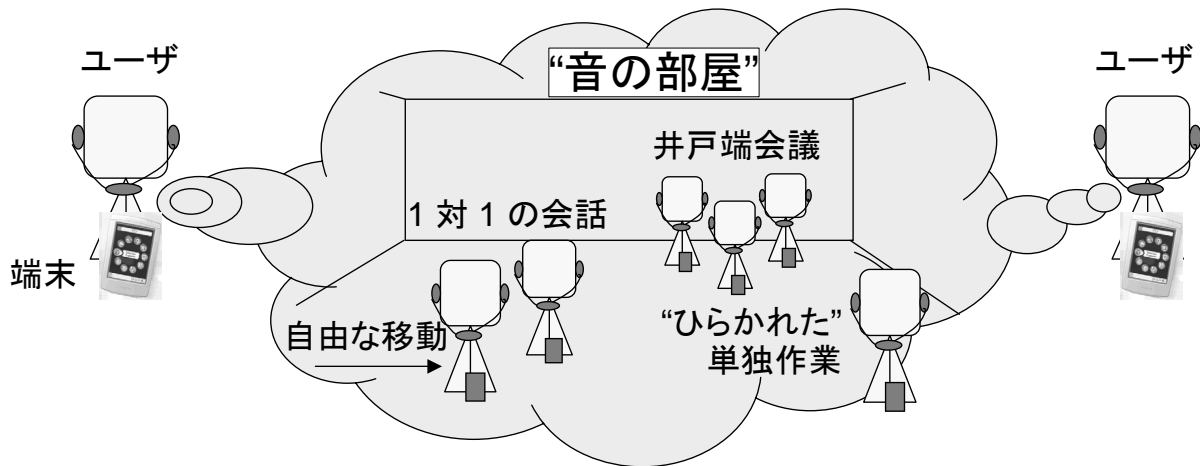 ユーザ
“音の部屋”
ユーザ
井戸端会議
1 対 1 の会話
端末
自由な移動
“ひらかれた”
単独作業